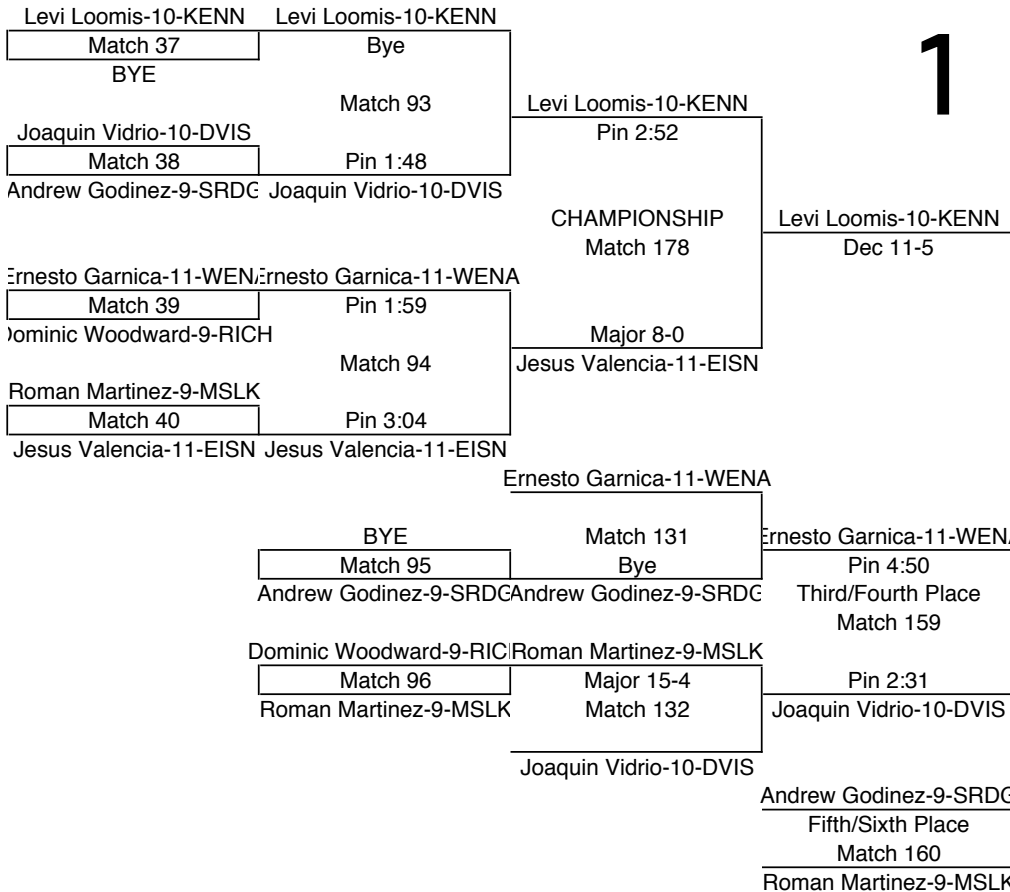 Levi Loomis-10-KENN Levi Loomis-10-KENN
Match 37 Bye
BYE
1
Match 93 Levi Loomis-10-KENN
Joaquin Vidrio-10-DVIS Pin 2:52
Match 38 Pin 1:48
Andrew Godinez-9-SRDG Joaquin Vidrio-10-DVIS
CHAMPIONSHIP Levi Loomis-10-KENN
Match 178 Dec 11-5
Ernesto Garnica-11-WENA Ernesto Garnica-11-WENA
Match 39 Pin 1:59
Dominic Woodward-9-RICH Major 8-0
Match 94 Jesus Valencia-11-EISN
Roman Martinez-9-MSLK
Match 40 Pin 3:04
Jesus Valencia-11-EISN Jesus Valencia-11-EISN
Ernesto Garnica-11-WENA
BYE Match 131 Ernesto Garnica-11-WENA
Match 95 Bye Pin 4:50
Andrew Godinez-9-SRDG Andrew Godinez-9-SRDG Third/Fourth Place
Match 159
Dominic Woodward-9-RIC Roman Martinez-9-MSLK
Match 96 Major 15-4 Pin 2:31
Roman Martinez-9-MSLK Match 132 Joaquin Vidrio-10-DVIS
Joaquin Vidrio-10-DVIS
Andrew Godinez-9-SRDG
Fifth/Sixth Place
Match 160
Roman Martinez-9-MSLK